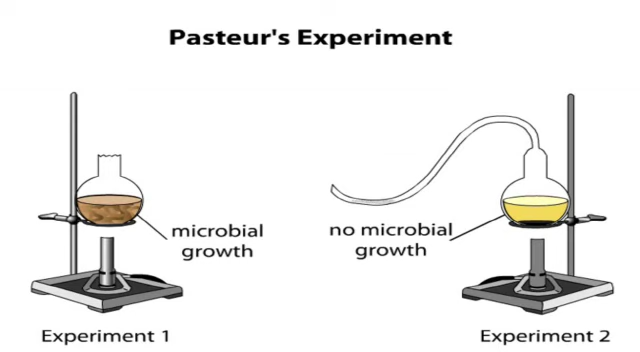 Pasteur's Experiment
microbial
growth
no microbial
growth
Experiment 1
Experiment 2